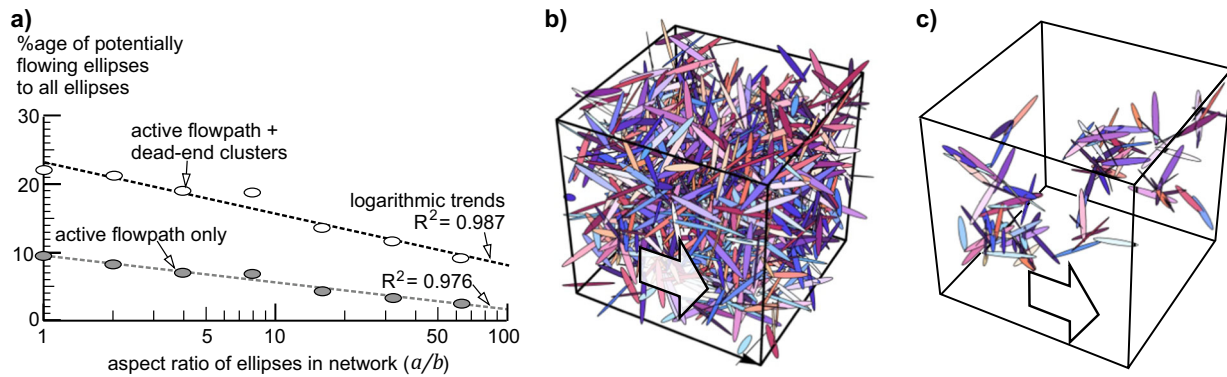 a)
%age of potentially
flowing ellipses
to all ellipses
30
20
10
0
active flowpath +
dead-end clusters
logarithmic trends
R² = 0.987
active flowpath only
R² = 0.976
1
5
10
50
100
aspect ratio of ellipses in network (a/b)
b)
c)